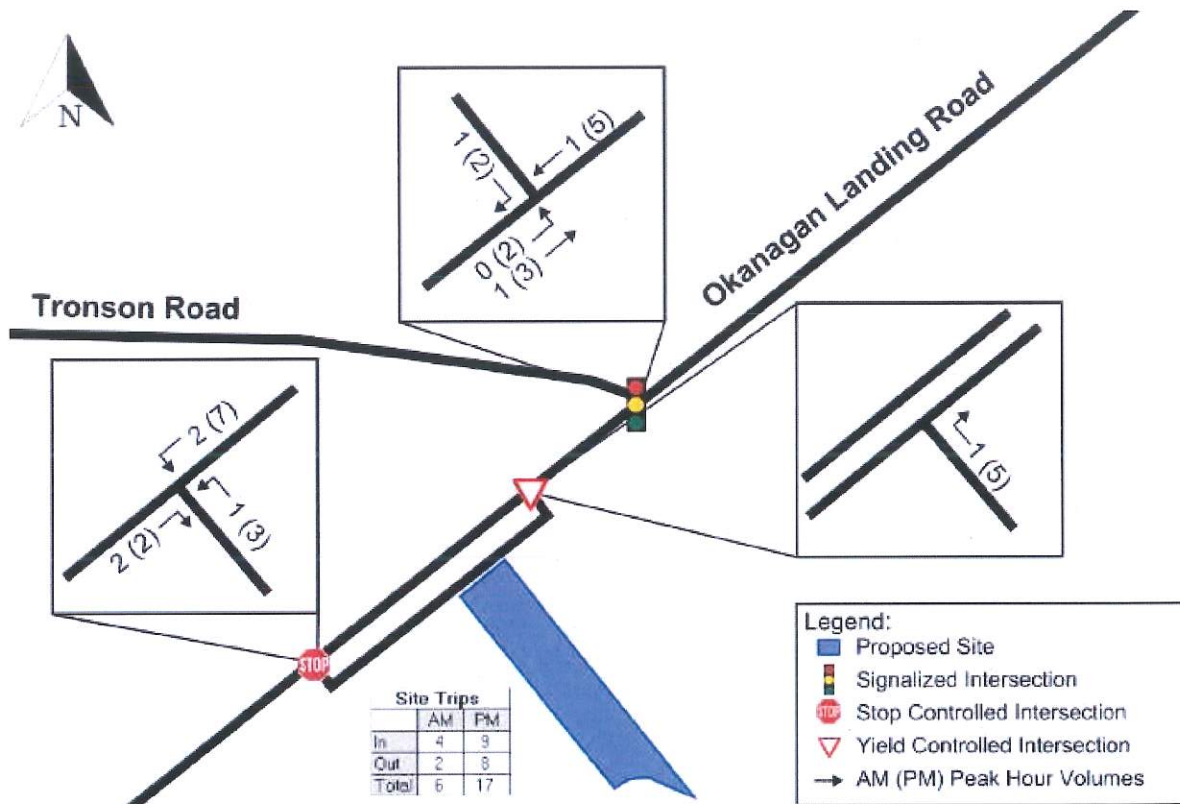 N
1 (2)
1 (5)
0 (2)
1 (3)
Okanagan Landing Road
Tronson Road
2 (7)
1 (3)
2 (2)
1 (5)
STOP
Site Trips
AM PM
In 4 9
Out 2 8
Total 6 17
Legend:
Proposed Site
Signalized Intersection
STOP Stop Controlled Intersection
Yield Controlled Intersection
AM (PM) Peak Hour Volumes